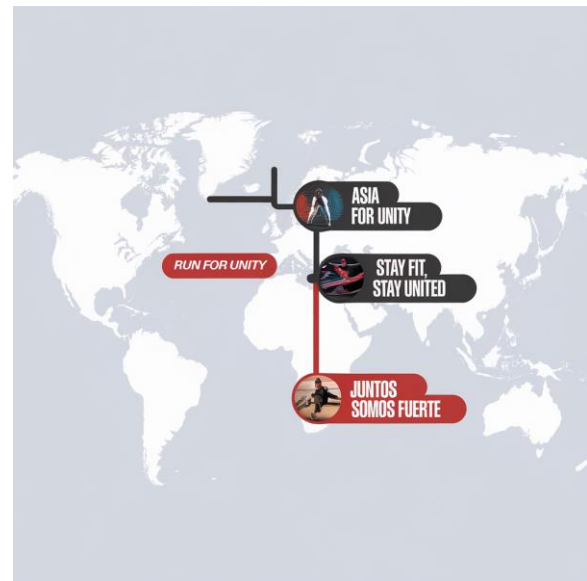 ASIA
FOR UNITY
RUN FOR UNITY
STAY FIT,
STAY UNITED
JUNTOS
SOMOS FUERTE